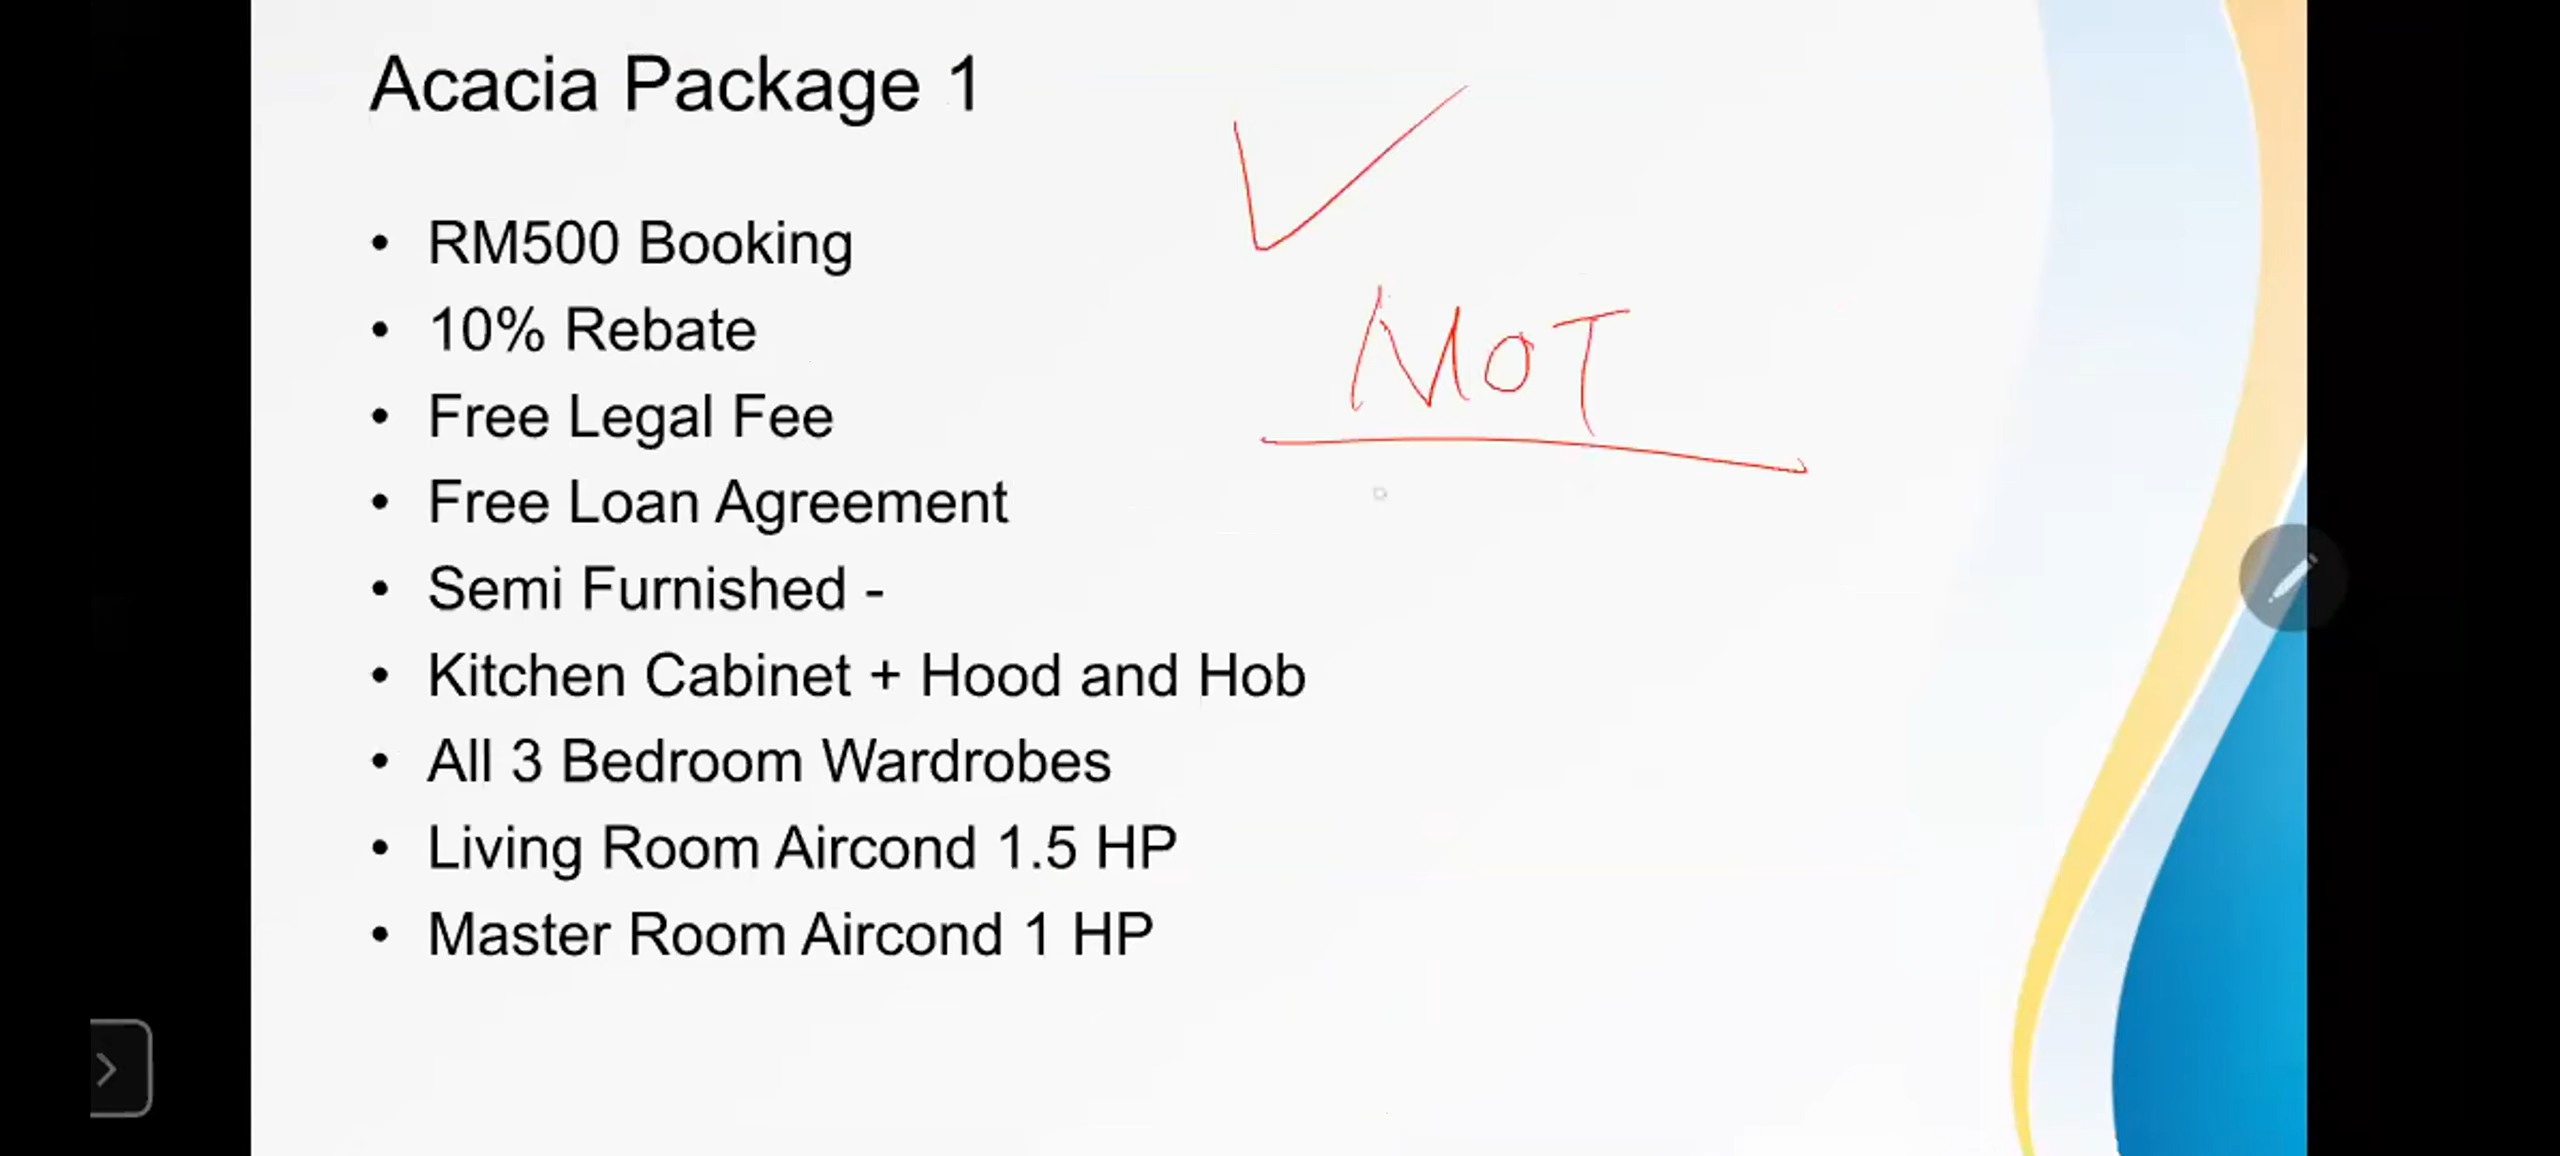 Acacia Package 1
• RM500 Booking
• 10% Rebate
• Free Legal Fee
• Free Loan Agreement
• Semi Furnished -
• Kitchen Cabinet + Hood and Hob
• All 3 Bedroom Wardrobes
• Living Room Aircond 1.5 HP
• Master Room Aircond 1 HP
MOT